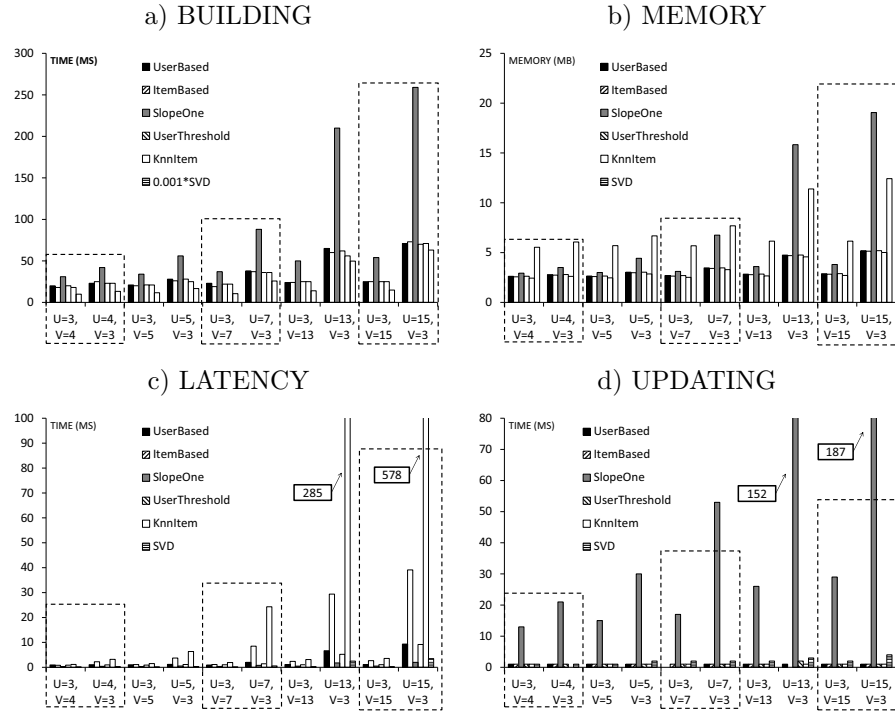 a) BUILDING
TIME (MS)
300
250
200
150
100
50
0
UserBased
ItemBased
SlopeOne
UserThreshold
KnnItem
0.001*SVD
U=3, U=4, U=3, U=5, U=3, U=7, U=3, U=13, U=3, U=15,
V=4 V=3 V=5 V=3 V=7 V=3 V=13 V=3 V=15 V=3
b) MEMORY
MEMORY (MB)
25
20
15
10
5
0
UserBased
ItemBased
SlopeOne
UserThreshold
KnnItem
SVD
U=3, U=4, U=3, U=5, U=3, U=7, U=3, U=13, U=3, U=15,
V=4 V=3 V=5 V=3 V=7 V=3 V=13 V=3 V=15 V=3
c) LATENCY
TIME (MS)
100
90
80
70
60
50
40
30
20
10
0
UserBased
ItemBased
SlopeOne
UserThreshold
KnnItem
SVD
285
578
U=3, U=4, U=3, U=5, U=3, U=7, U=3, U=13, U=3, U=15,
V=4 V=3 V=5 V=3 V=7 V=3 V=13 V=3 V=15 V=3
d) UPDATING
TIME (MS)
80
70
60
50
40
30
20
10
0
UserBased
ItemBased
SlopeOne
UserThreshold
KnnItem
SVD
152
187
U=3, U=4, U=3, U=5, U=3, U=7, U=3, U=13, U=3, U=15,
V=4 V=3 V=5 V=3 V=7 V=3 V=13 V=3 V=15 V=3